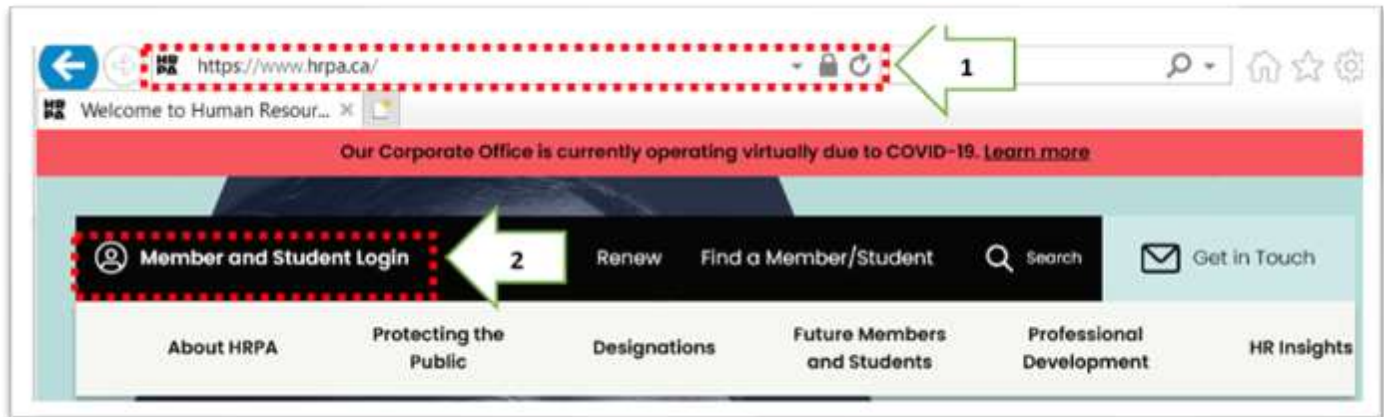 HR
PA
https://www.hrpa.ca/
1
HR
PA
Welcome to Human Resour...
Our Corporate Office is currently operating virtually due to COVID-19. Learn more
Member and Student Login
2
Renew
Find a Member/Student
Search
Get in Touch
About HRPA
Protecting the
Public
Designations
Future Members
and Students
Professional
Development
HR Insights